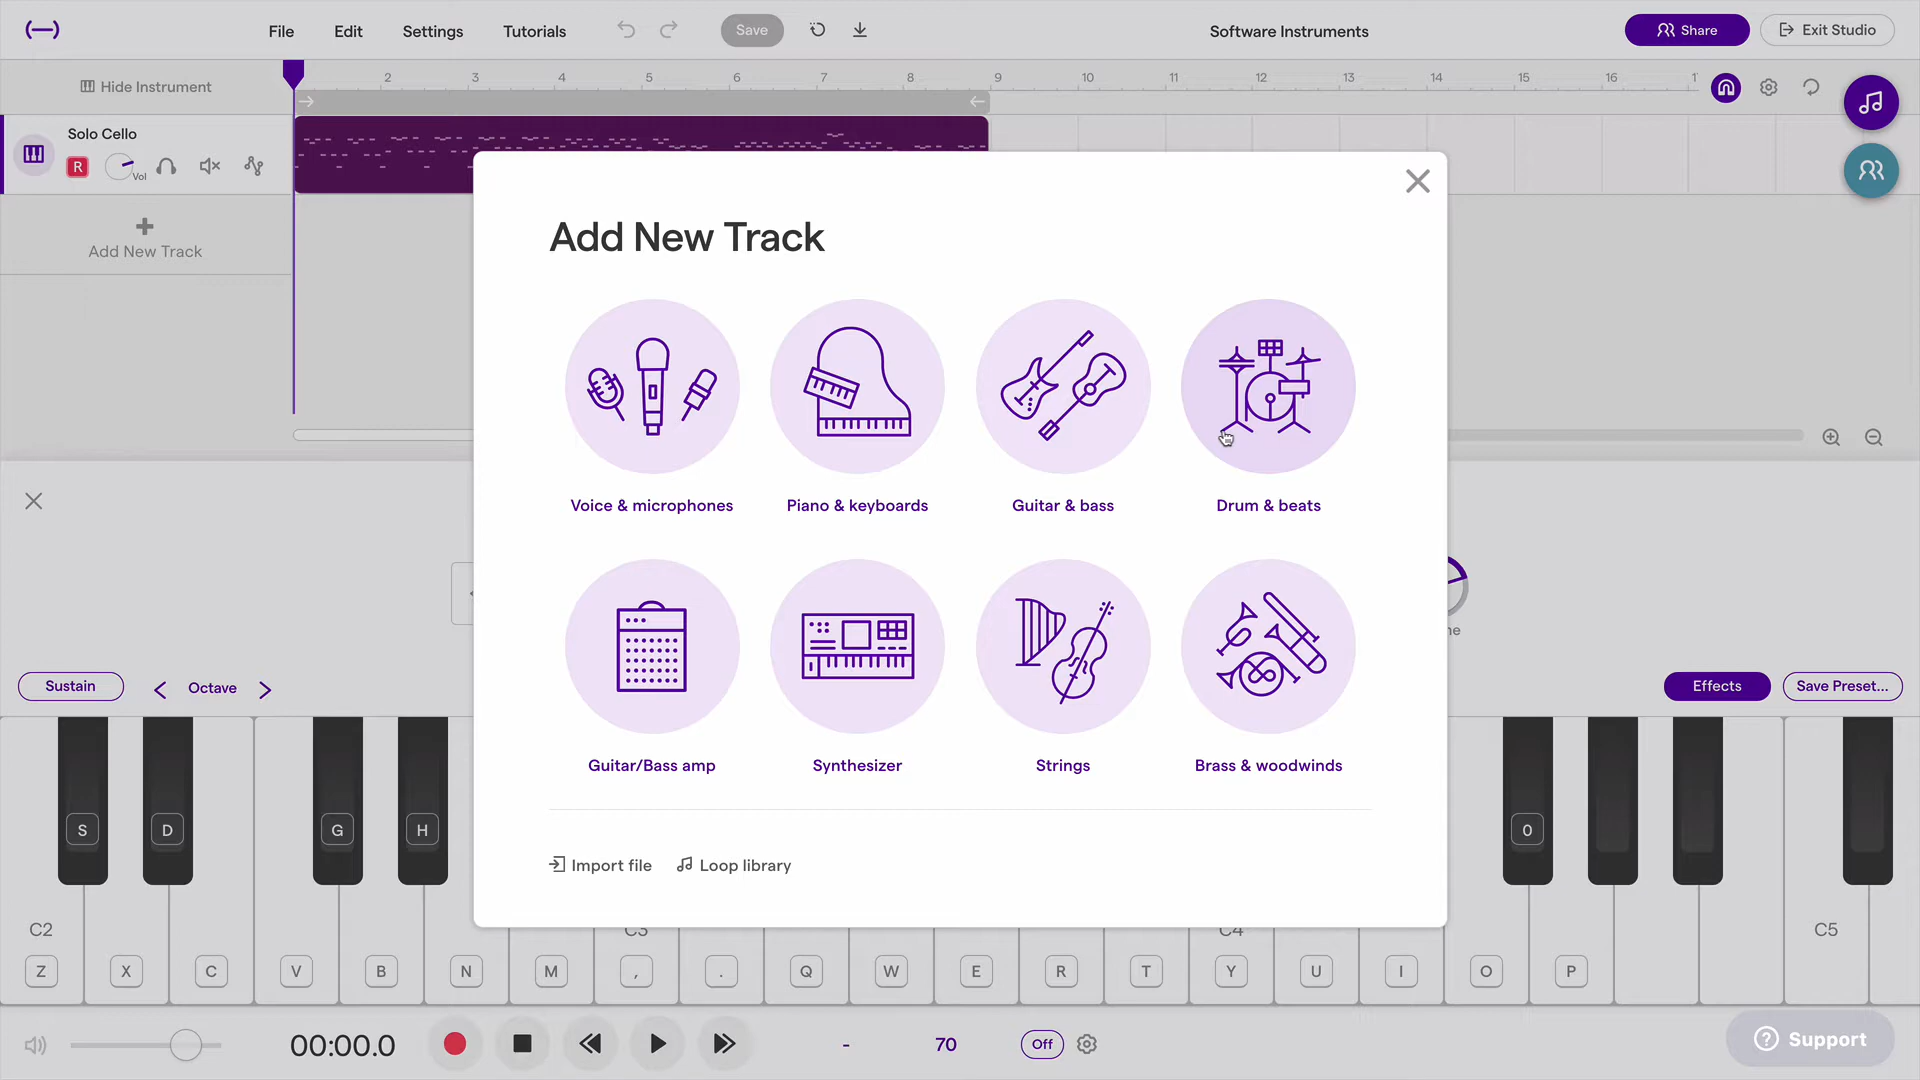 File
Edit
Settings
Tutorials
Save
Software Instruments
Share
Exit Studio
Hide Instrument
2 3 4 5 6 7 8 9 10 11 12 13 14 15 16
Solo Cello
R
Vol
Add New Track
Add New Track
Voice & microphones
Piano & keyboards
Guitar & bass
Drum & beats
Guitar/Bass amp
Synthesizer
Strings
Brass & woodwinds
Import file
Loop library
Sustain
Octave
Effects
Save Preset...
S D G H 0
C2 C3 C4 C5
Z X C V B N M , . Q W E R T Y U I O P
00:00.0
-
70
Off
Support